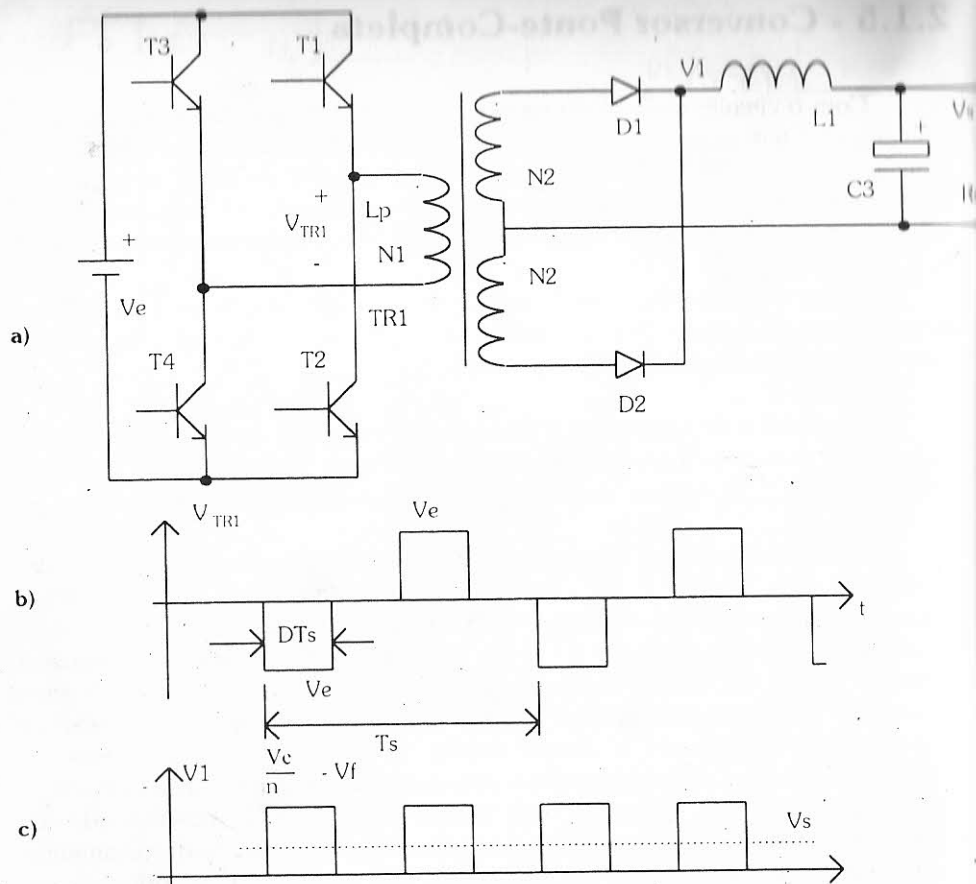 2.1.5 - Conversor Ponte-Completa
T3
T1
V1
L1
D1
+
C3
N2
+
Lp
V_TR1
N1
-
+
Ve
N2
TR1
a)
T4
T2
D2
V_TR1
Ve
b)
t
DTs
Ve
Ts
V1
Ve/n - Vf
c)
Vs